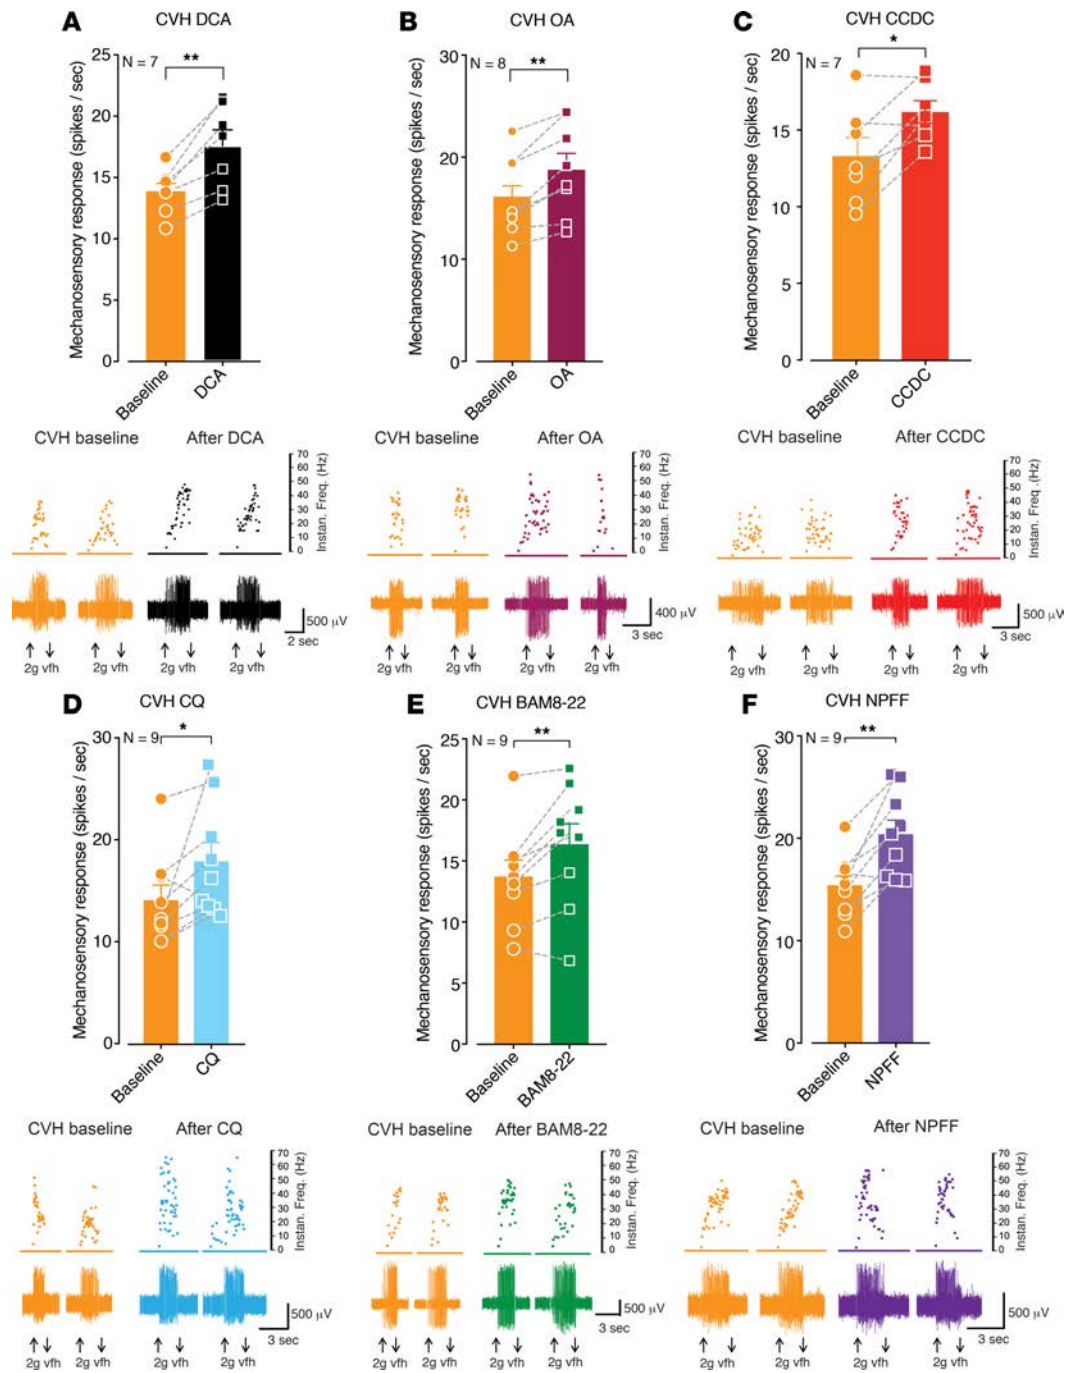 A CVH DCA
Mechanosensory response (spikes / sec)
25
20
15
10
5
0
N = 7
**
Baseline
DCA
B CVH OA
Mechanosensory response (spikes / sec)
30
20
10
0
N = 8
**
Baseline
OA
C CVH CCDC
Mechanosensory response (spikes / sec)
20
15
10
5
0
N = 7
*
Baseline
CCDC
CVH baseline After DCA
70
60
50
40
30
20
10
0
Instan. Freq. (Hz)
500 μV
2 sec
2g vfh 2g vfh 2g vfh 2g vfh
CVH baseline After OA
70
60
50
40
30
20
10
0
Instan. Freq. (Hz)
400 μV
3 sec
2g vfh 2g vfh 2g vfh 2g vfh
CVH baseline After CCDC
70
60
50
40
30
20
10
0
Instan. Freq .(Hz)
500 μV
3 sec
2g vfh 2g vfh 2g vfh 2g vfh
D CVH CQ
Mechanosensory response (spikes / sec)
30
20
10
0
N = 9
*
Baseline
CQ
E CVH BAM8-22
Mechanosensory response (spikes / sec)
25
20
15
10
5
0
N = 9
**
Baseline
BAM8-22
F CVH NPFF
Mechanosensory response (spikes / sec)
30
20
10
0
N = 9
**
Baseline
NPFF
CVH baseline After CQ
70
60
50
40
30
20
10
0
Instan. Freq. (Hz)
500 μV
3 sec
2g vfh 2g vfh 2g vfh 2g vfh
CVH baseline After BAM8-22
70
60
50
40
30
20
10
0
Instan. Freq. (Hz)
500 μV
3 sec
2g vfh 2g vfh 2g vfh 2g vfh
CVH baseline After NPFF
70
60
50
40
30
20
10
0
Instan. Freq. (Hz)
500 μV
3 sec
2g vfh 2g vfh 2g vfh 2g vfh